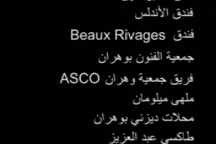 فندق الأندلس
فندق Beaux Rivages
جمعية الفنون بوهران
فريق جمعية وهران ASCO
ملهى ميلومان
محلات ديزني بوهران
طاكسي عبد العزيز